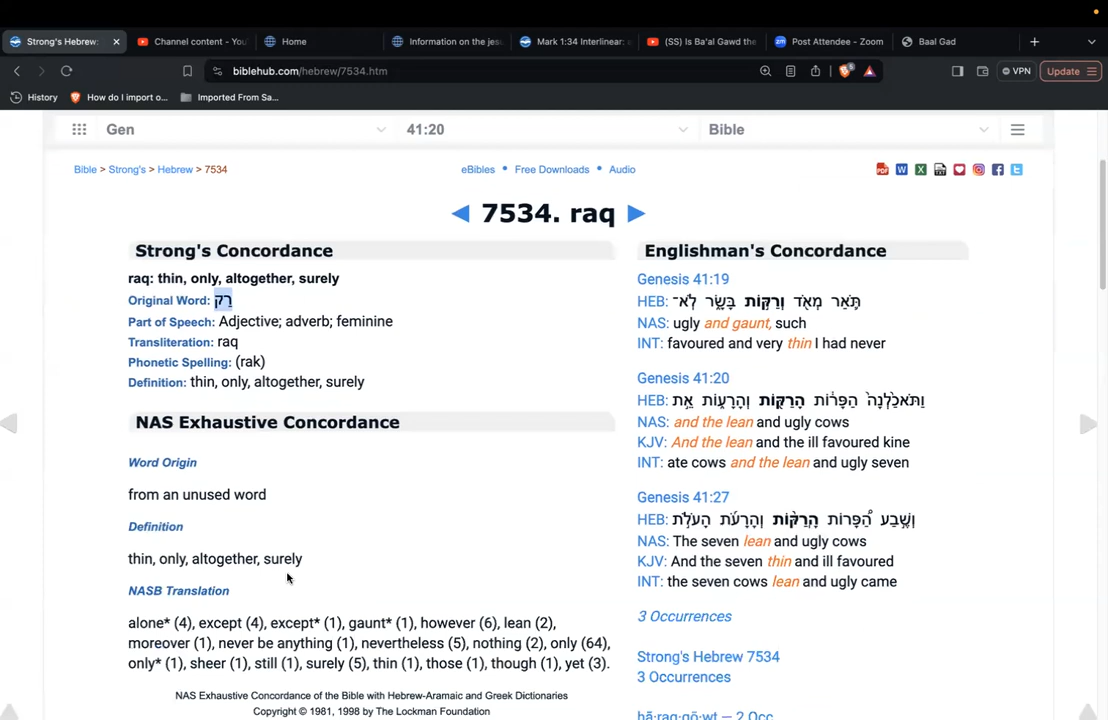 Strong's Hebrew:
Channel content - You
Home
Information on the jes
Mark 1:34 Interlinear:
(SS) Is Ba'al Gawd the
Post Attendee - Zoom
Baal Gad
biblehub.com/hebrew/7534.htm
VPN
Update
History
How do I import o...
Imported From Sa...
Gen
41:20
Bible
Bible > Strong's > Hebrew > 7534
eBibles • Free Downloads • Audio
7534. raq
Strong's Concordance
raq: thin, only, altogether, surely
Original Word: רַק
Part of Speech: Adjective; adverb; feminine
Transliteration: raq
Phonetic Spelling: (rak)
Definition: thin, only, altogether, surely
NAS Exhaustive Concordance
Word Origin
from an unused word
Definition
thin, only, altogether, surely
NASB Translation
alone* (4), except (4), except* (1), gaunt* (1), however (6), lean (2),
moreover (1), never be anything (1), nevertheless (5), nothing (2), only (64),
only* (1), sheer (1), still (1), surely (5), thin (1), those (1), though (1), yet (3).
NAS Exhaustive Concordance of the Bible with Hebrew-Aramaic and Greek Dictionaries
Copyright © 1981, 1998 by The Lockman Foundation
Englishman's Concordance
Genesis 41:19
HEB: תֹּ֛אַר מְאֹ֖ד וְרַקּ֣וֹת בָּשָׂ֑ר לֹֽא־
NAS: ugly and gaunt, such
INT: favoured and very thin I had never
Genesis 41:20
HEB: וַתֹּאכַ֙לְנָה֙ הַפָּר֔וֹת הָרַקּ֖וֹת וְהָרָע֑וֹת אֵ֣ת
NAS: and the lean and ugly cows
KJV: And the lean and the ill favoured kine
INT: ate cows and the lean and ugly seven
Genesis 41:27
HEB: וְשֶׁ֣בַע הַ֠פָּרוֹת הָֽרַקּ֨וֹת וְהָרָעֹ֜ת הָעֹלֹ֣ת
NAS: The seven lean and ugly cows
KJV: And the seven thin and ill favoured
INT: the seven cows lean and ugly came
3 Occurrences
Strong's Hebrew 7534
3 Occurrences
hā·raq·qō·wṯ — 2 Occ.